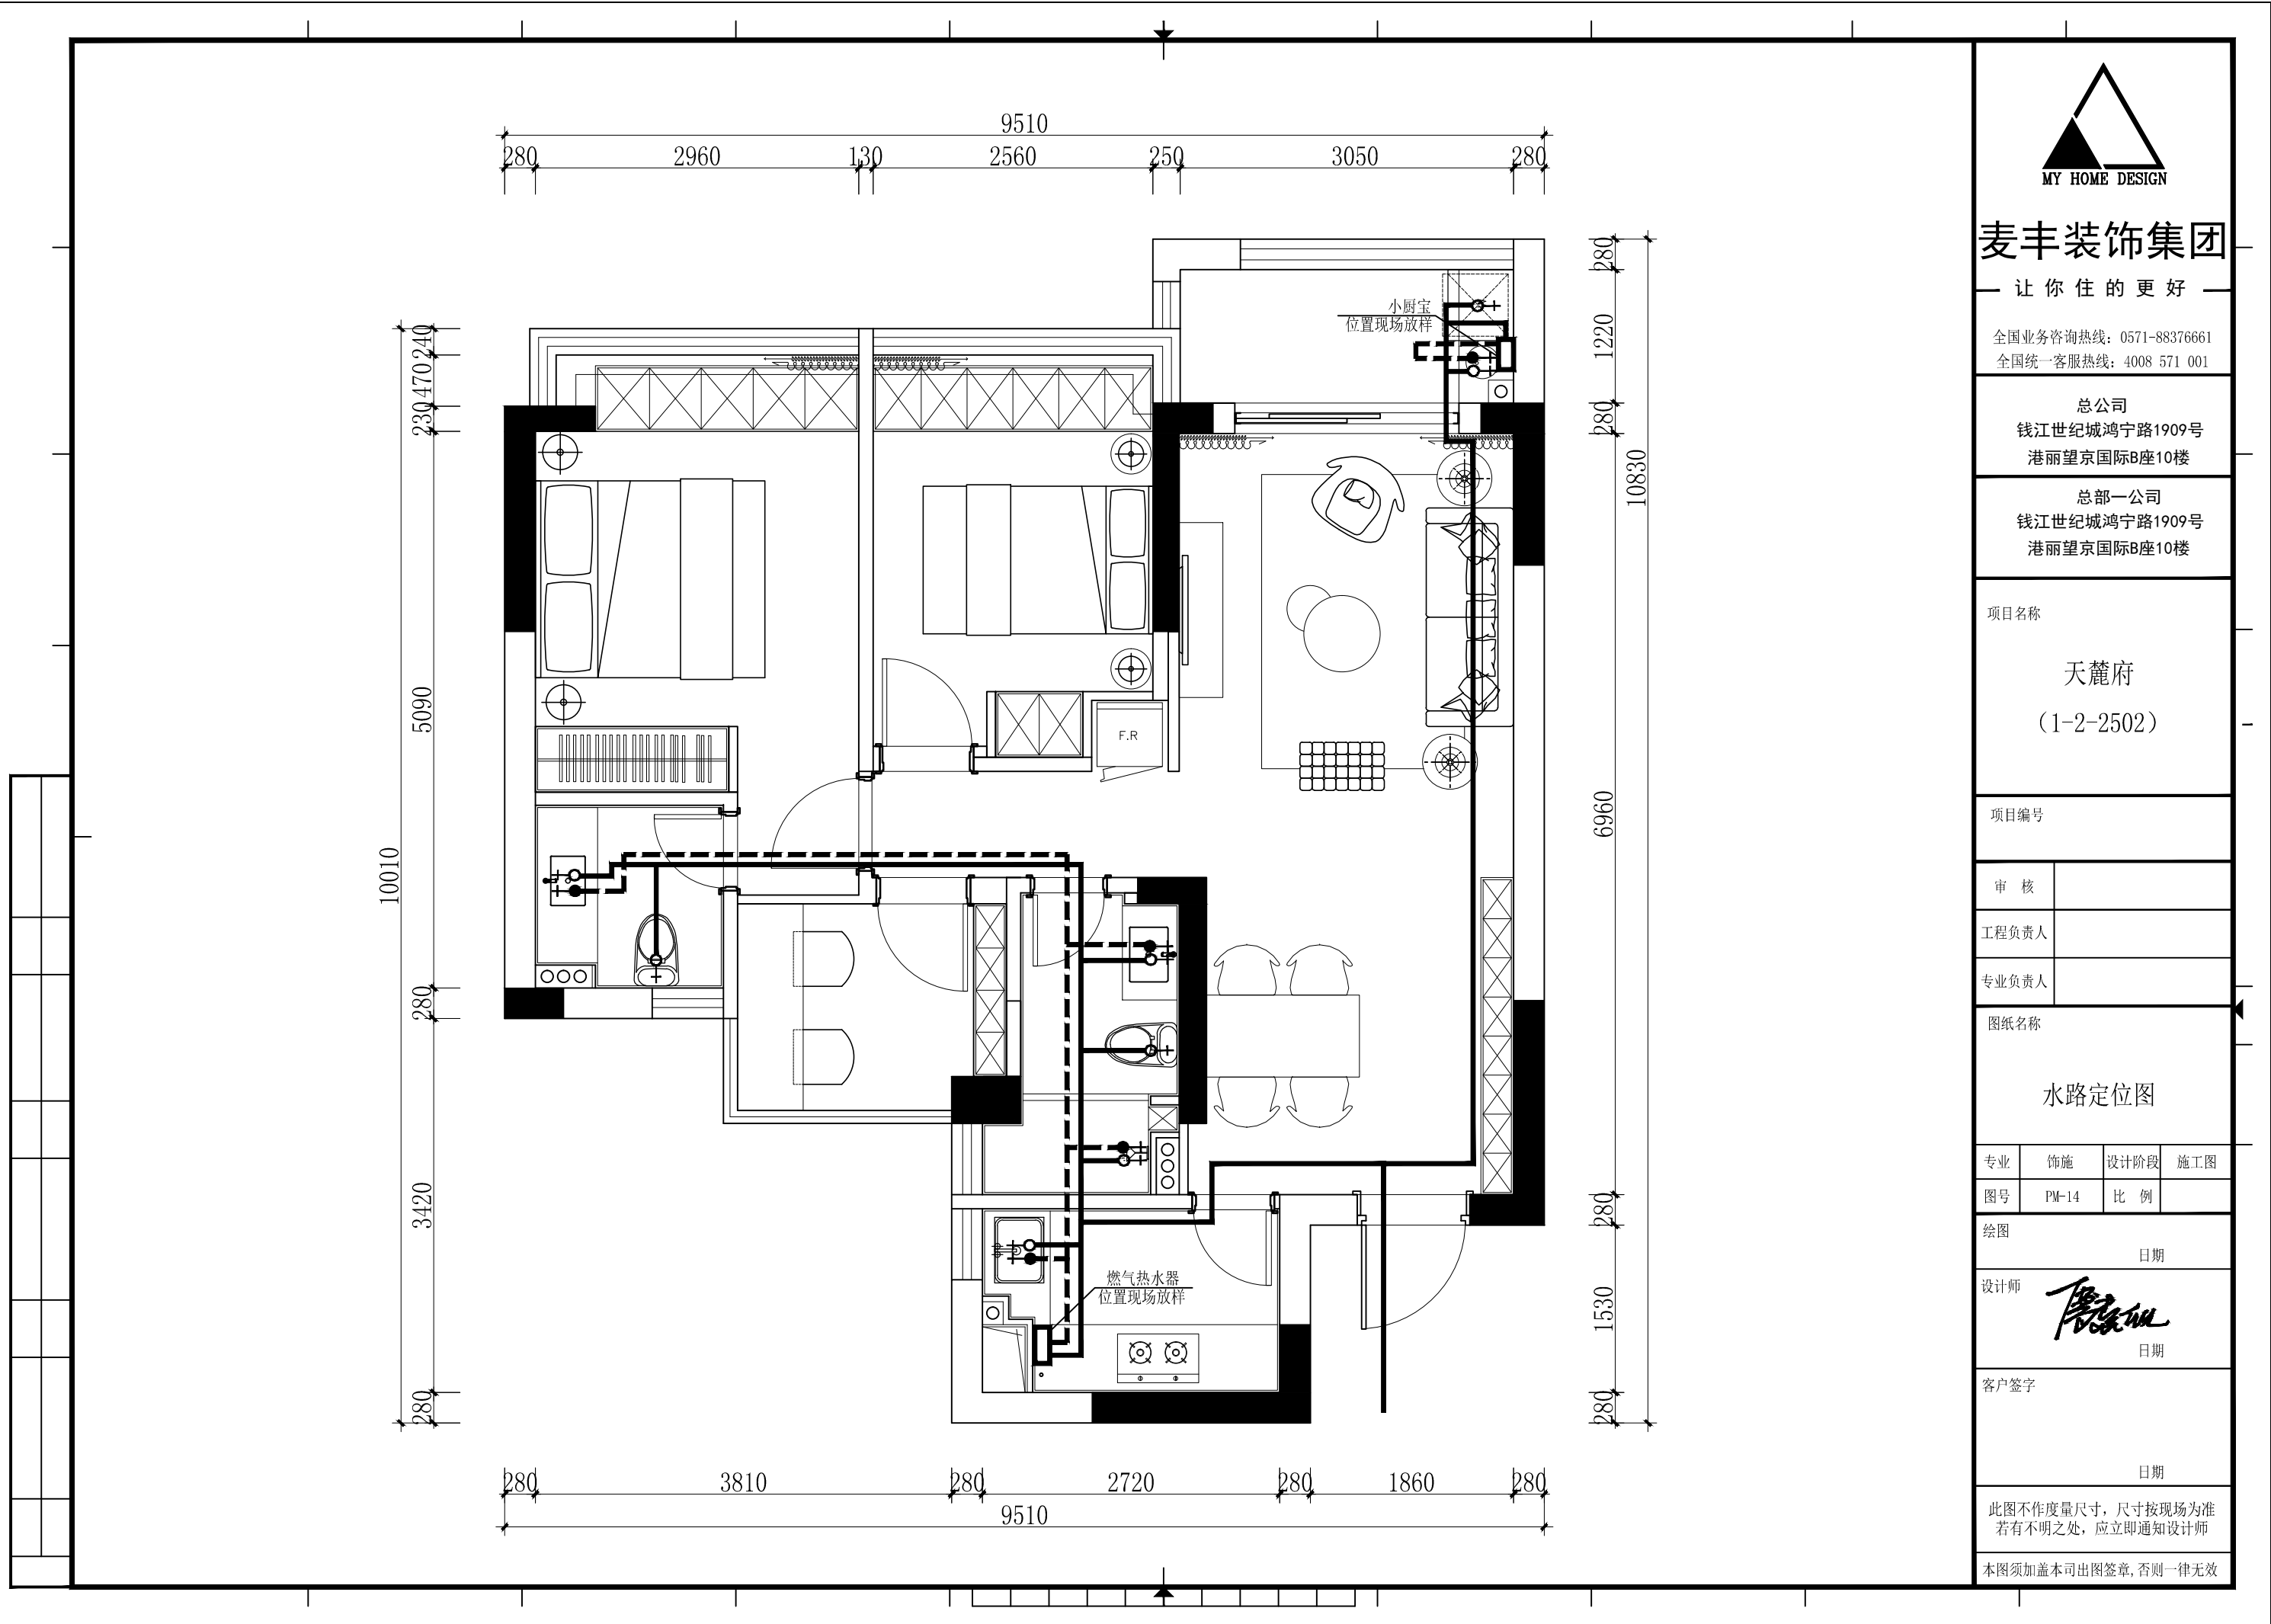 9510
280 2960 130 2560 250 3050 280
小厨宝
位置现场放样
240
470
230
5090
10010
280
3420
280
280
1220
280
10830
6960
280
1530
280
F.R
燃气热水器
位置现场放样
280 3810 280 2720 280 1860 280
9510
MY HOME DESIGN
麦丰装饰集团
让你住的更好
全国业务咨询热线：0571-88376661
全国统一客服热线：4008 571 001
总公司
钱江世纪城鸿宁路1909号
港丽望京国际B座10楼
总部一公司
钱江世纪城鸿宁路1909号
港丽望京国际B座10楼
项目名称
天麓府
（1-2-2502）
项目编号
审 核
工程负责人
专业负责人
图纸名称
水路定位图
专业 饰施 设计阶段 施工图
图号 PM-14 比 例
绘图
日期
设计师
日期
客户签字
日期
此图不作度量尺寸，尺寸按现场为准
若有不明之处，应立即通知设计师
本图须加盖本司出图签章,否则一律无效